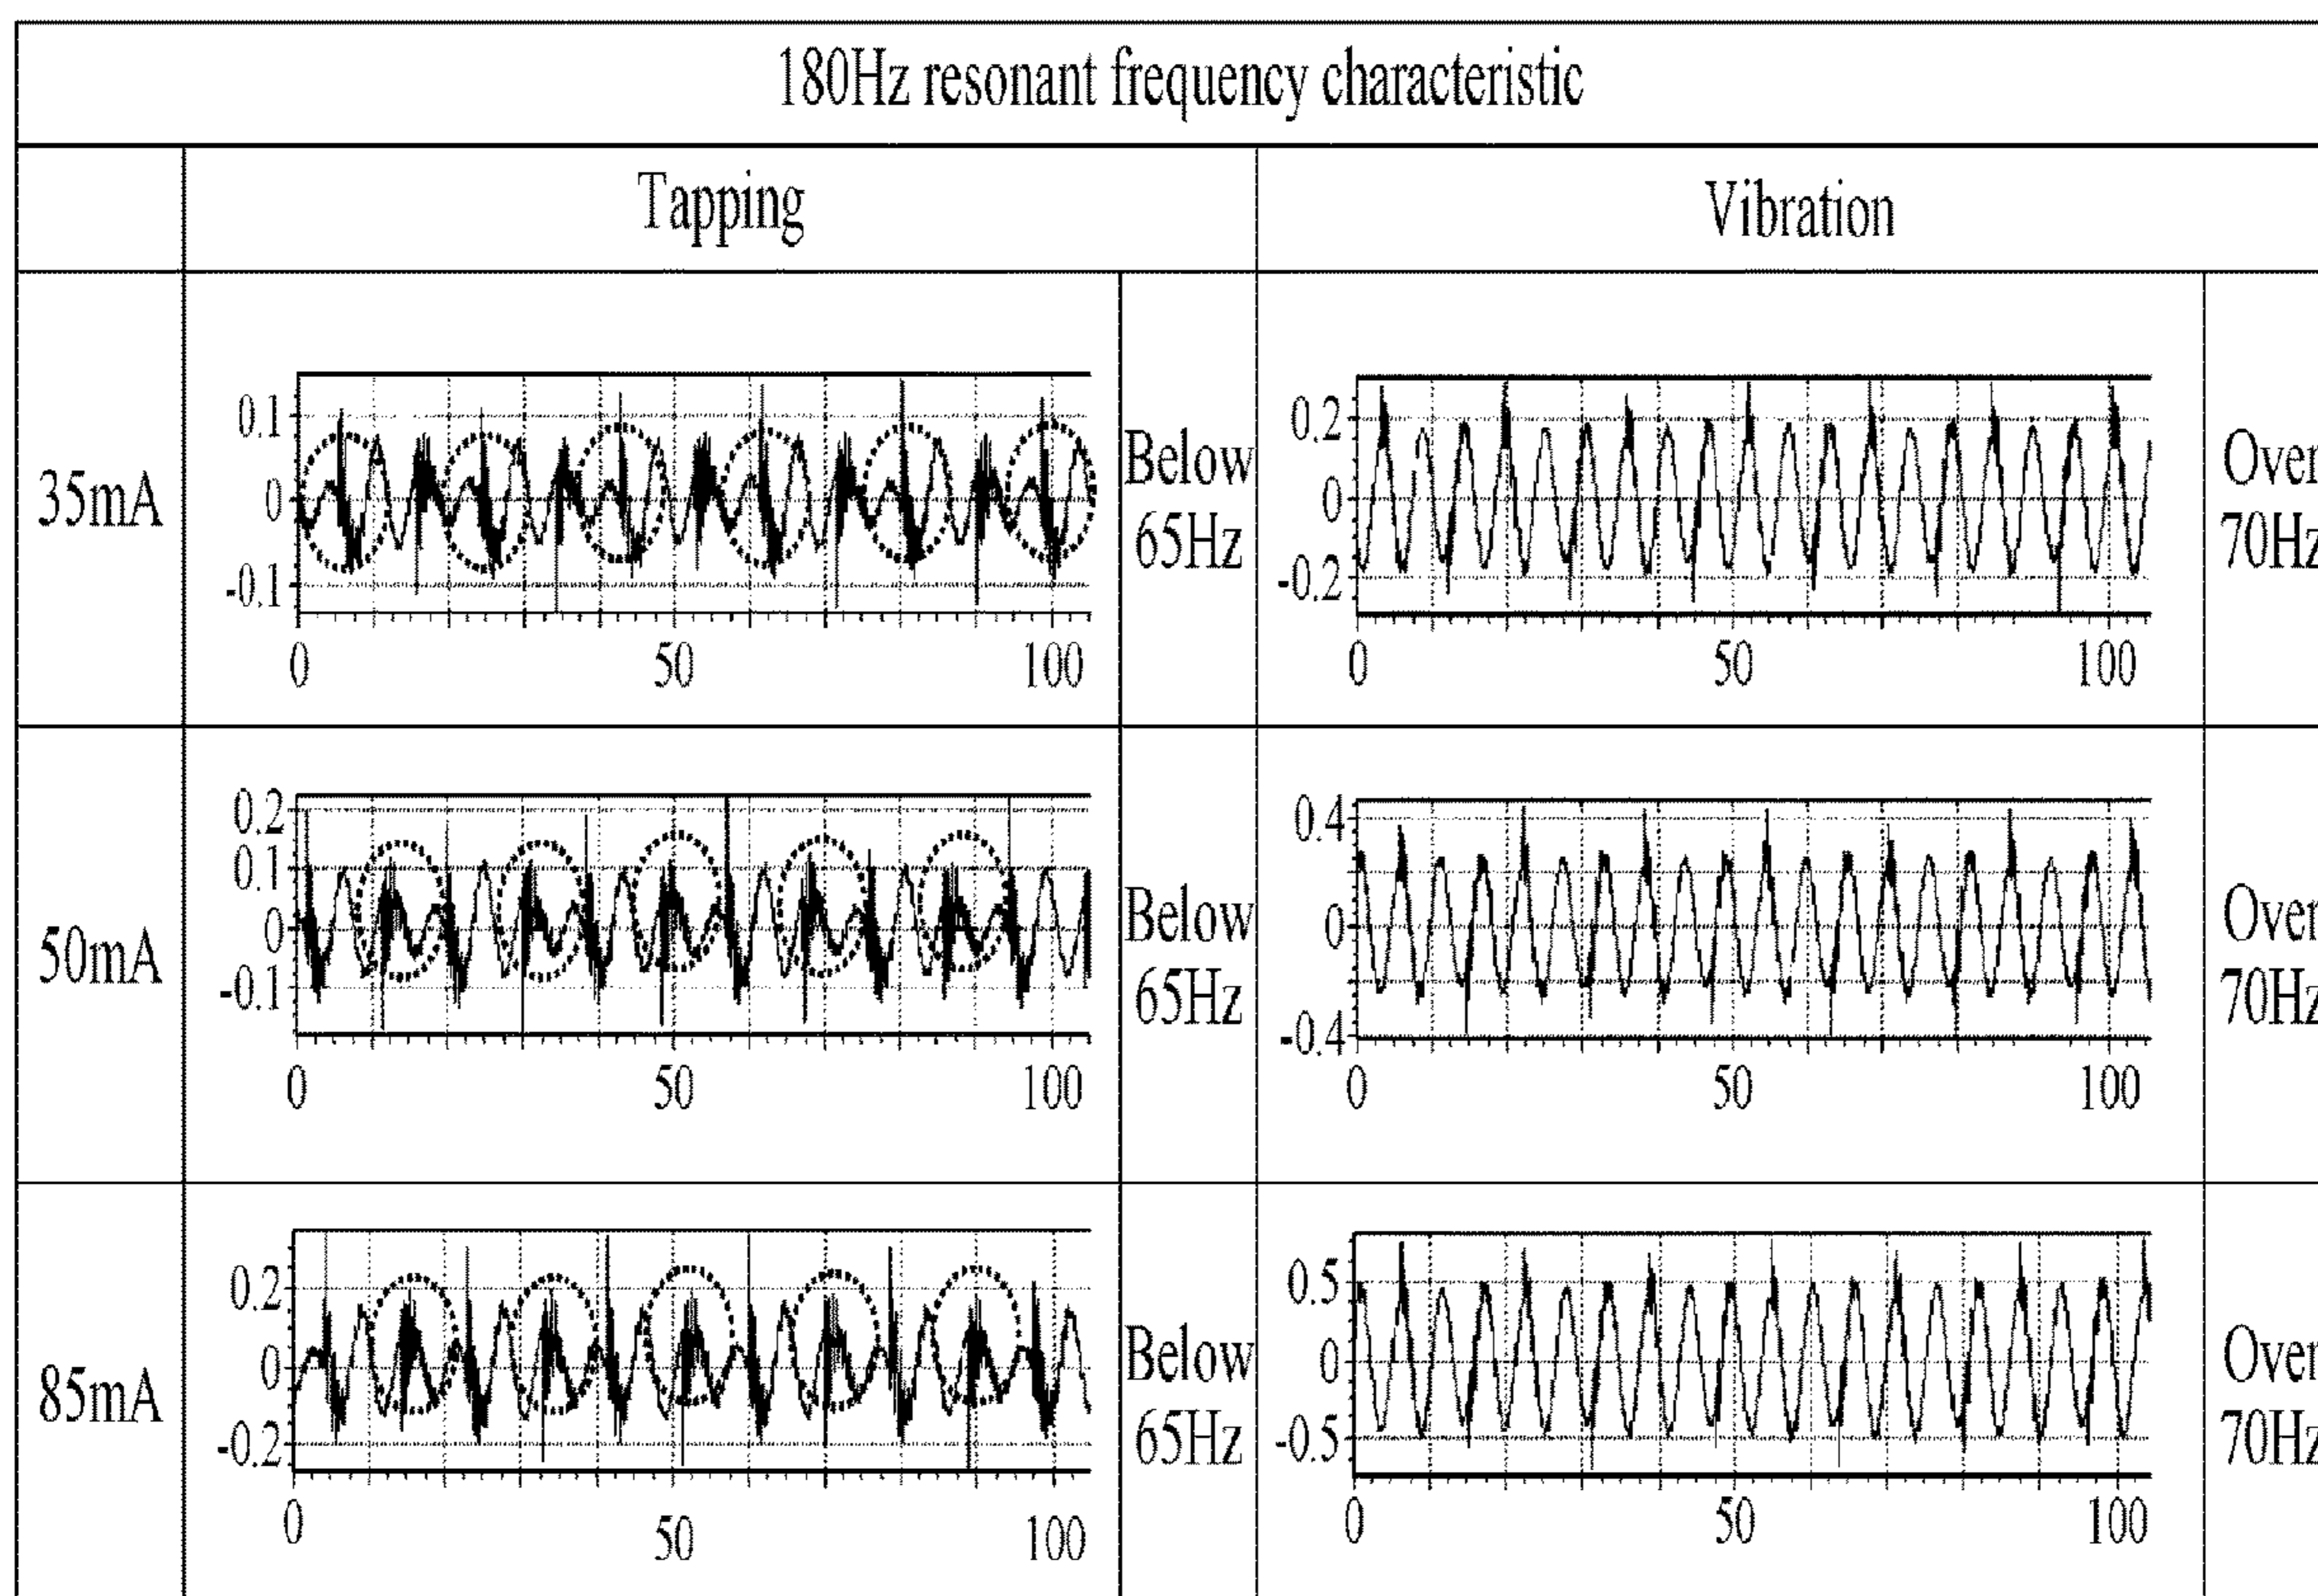 180Hz resonant frequency characteristic
Tapping
Vibration
35mA
0.1
0
-0.1
0
50
100
Below
65Hz
0.2
0
-0.2
0
50
100
Over
70Hz
50mA
0.2
0.1
0
-0.1
0
50
100
Below
65Hz
0.4
0
-0.4
0
50
100
Over
70Hz
85mA
0.2
0
-0.2
0
50
100
Below
65Hz
0.5
0
-0.5
0
50
100
Over
70Hz